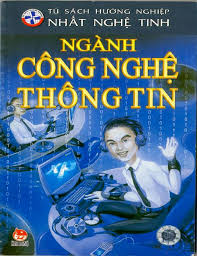 TỦ SÁCH HƯỚNG NGHIỆP
NHẤT NGHỆ TINH
NGÀNH
CÔNG NGHỆ
THÔNG TIN